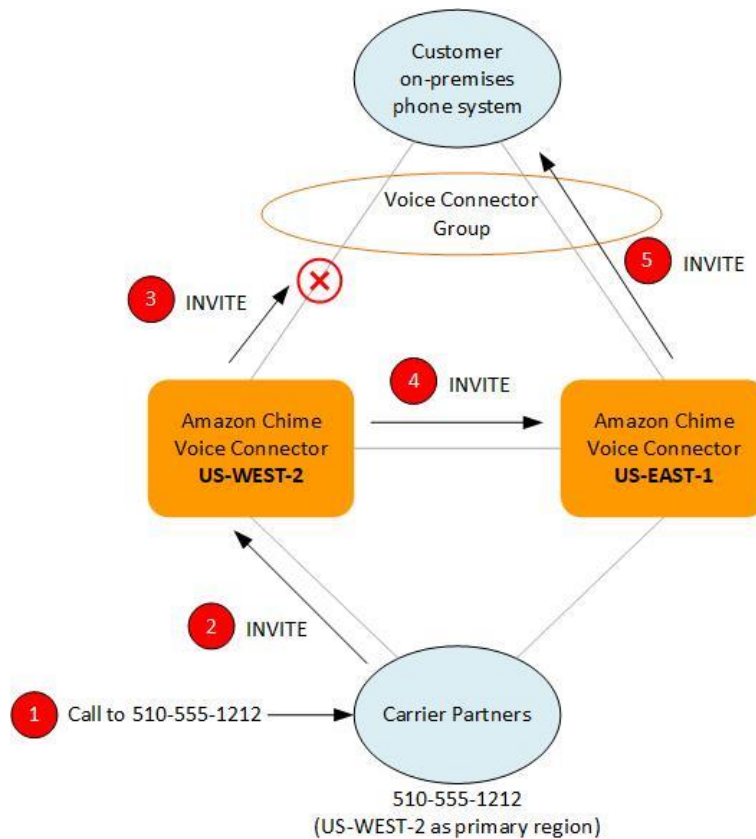 Customer
on-premises
phone system
Voice Connector
Group
5 INVITE
3 INVITE
4 INVITE
Amazon Chime
Voice Connector
US-WEST-2
Amazon Chime
Voice Connector
US-EAST-1
2 INVITE
1 Call to 510-555-1212
Carrier Partners
510-555-1212
(US-WEST-2 as primary region)